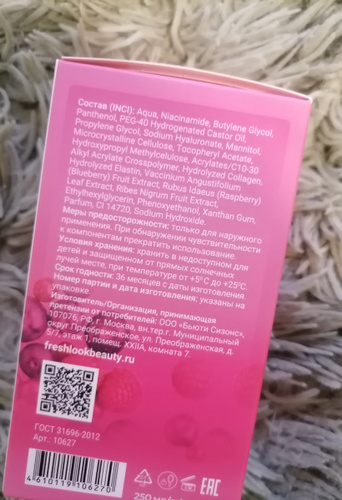 Состав (INCI): Aqua, Niacinamide, Butylene Glycol,
Panthenol, PEG-40 Hydrogenated Castor Oil,
Propylene Glycol, Sodium Hyaluronate, Mannitol,
Microcrystalline Cellulose, Tocopheryl Acetate,
Hydroxypropyl Methylcellulose, Acrylates/C10-30
Alkyl Acrylate Crosspolymer, Hydrolyzed Collagen,
Hydrolyzed Elastin, Vaccinium Angustifolium
(Blueberry) Fruit Extract, Rubus Idaeus (Raspberry)
Leaf Extract, Ribes Nigrum Fruit Extract,
Ethylhexylglycerin, Phenoxyethanol, Xanthan Gum,
Parfum, CI 14720, Sodium Hydroxide.
Меры предосторожности: только для наружного
применения. При обнаружении чувствительности
к компонентам прекратить использование.
Условия хранения: хранить в недоступном для
детей и защищенном от прямых солнечных
лучей месте, при температуре от +5°С до +25°С.
Срок годности: 36 месяцев с даты изготовления.
Номер партии и дата изготовления: указаны на
упаковке.
Изготовитель/Организация, принимающая
претензии от потребителей: ООО «Бьюти Сизонс»,
107076, РФ, г. Москва, вн.тер.г. Муниципальный
округ Преображенское, ул. Преображенская, д.
5/7, этаж 1, помещ. XXIIA, комната 7.
freshlookbeauty.ru
ГОСТ 31696-2012
Арт.: 10627
4 610119 106270
EAC
250